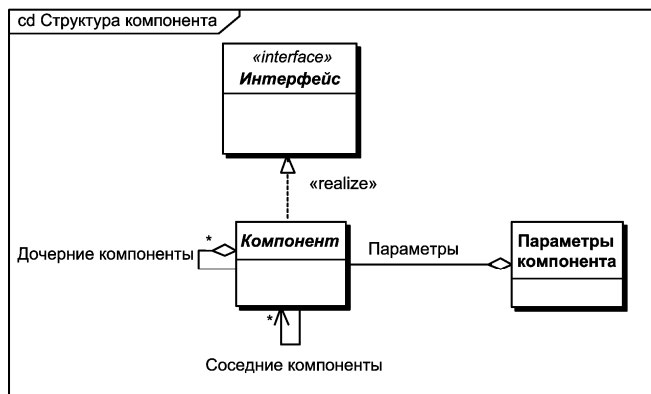 cd Структура компонента
«interface»
Интерфейс
«realize»
Компонент
*
Дочерние компоненты
Параметры
Параметры
компонента
*
Соседние компоненты